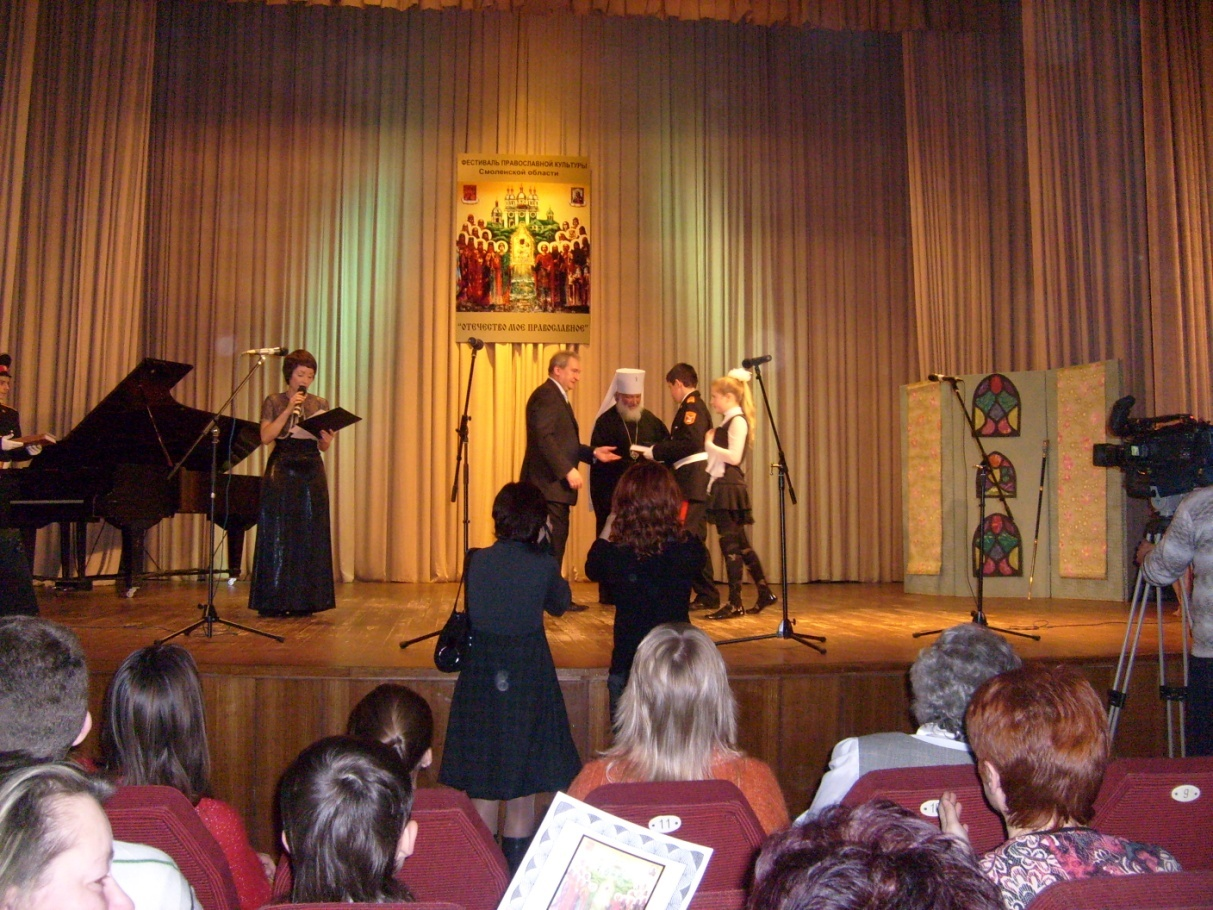 ФЕСТИВАЛЬ ПРАВОСЛАВНОЙ КУЛЬТУРЫ
Смоленской области
"ОТЕЧЕСТВО МОЕ ПРАВОСЛАВНОЕ"
11
9